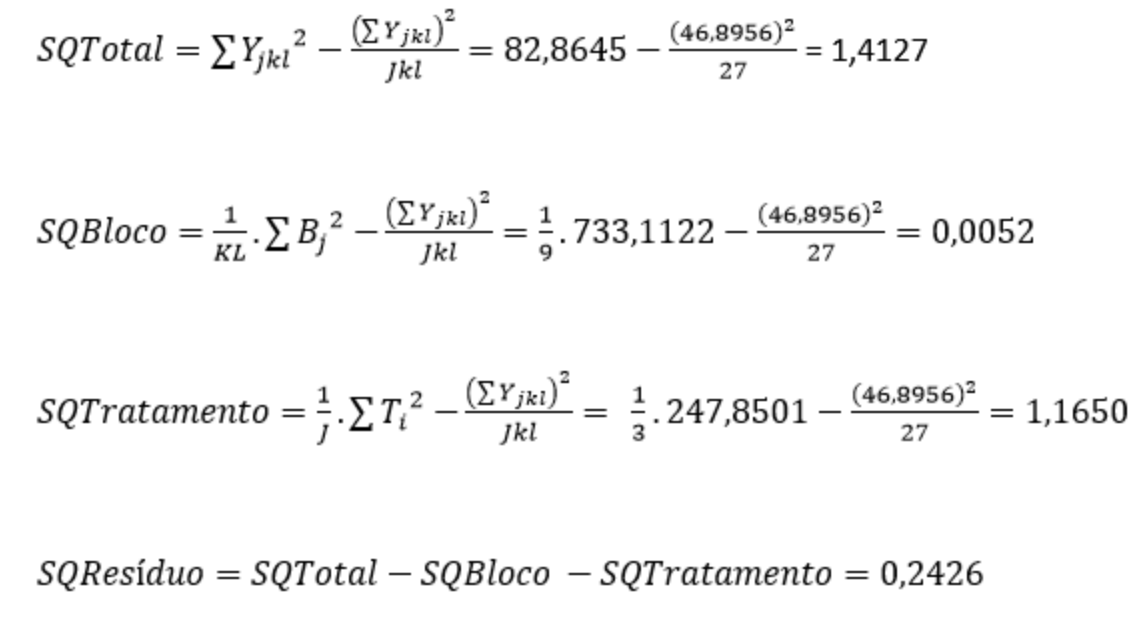 SQTotal = ∑Y_{jkl}² − (∑Y_{jkl})²/Jkl = 82,8645 − (46,8956)²/27 = 1,4127
SQBloco = 1/KL . ∑B_j² − (∑Y_{jkl})²/Jkl = 1/9 . 733,1122 − (46,8956)²/27 = 0,0052
SQTratamento = 1/J . ∑T_i² − (∑Y_{jkl})²/Jkl = 1/3 . 247,8501 − (46,8956)²/27 = 1,1650
SQResíduo = SQTotal − SQBloco − SQTratamento = 0,2426